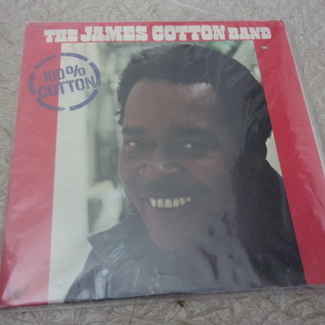 THE JAMES COTTON BAND
100%
COTTON